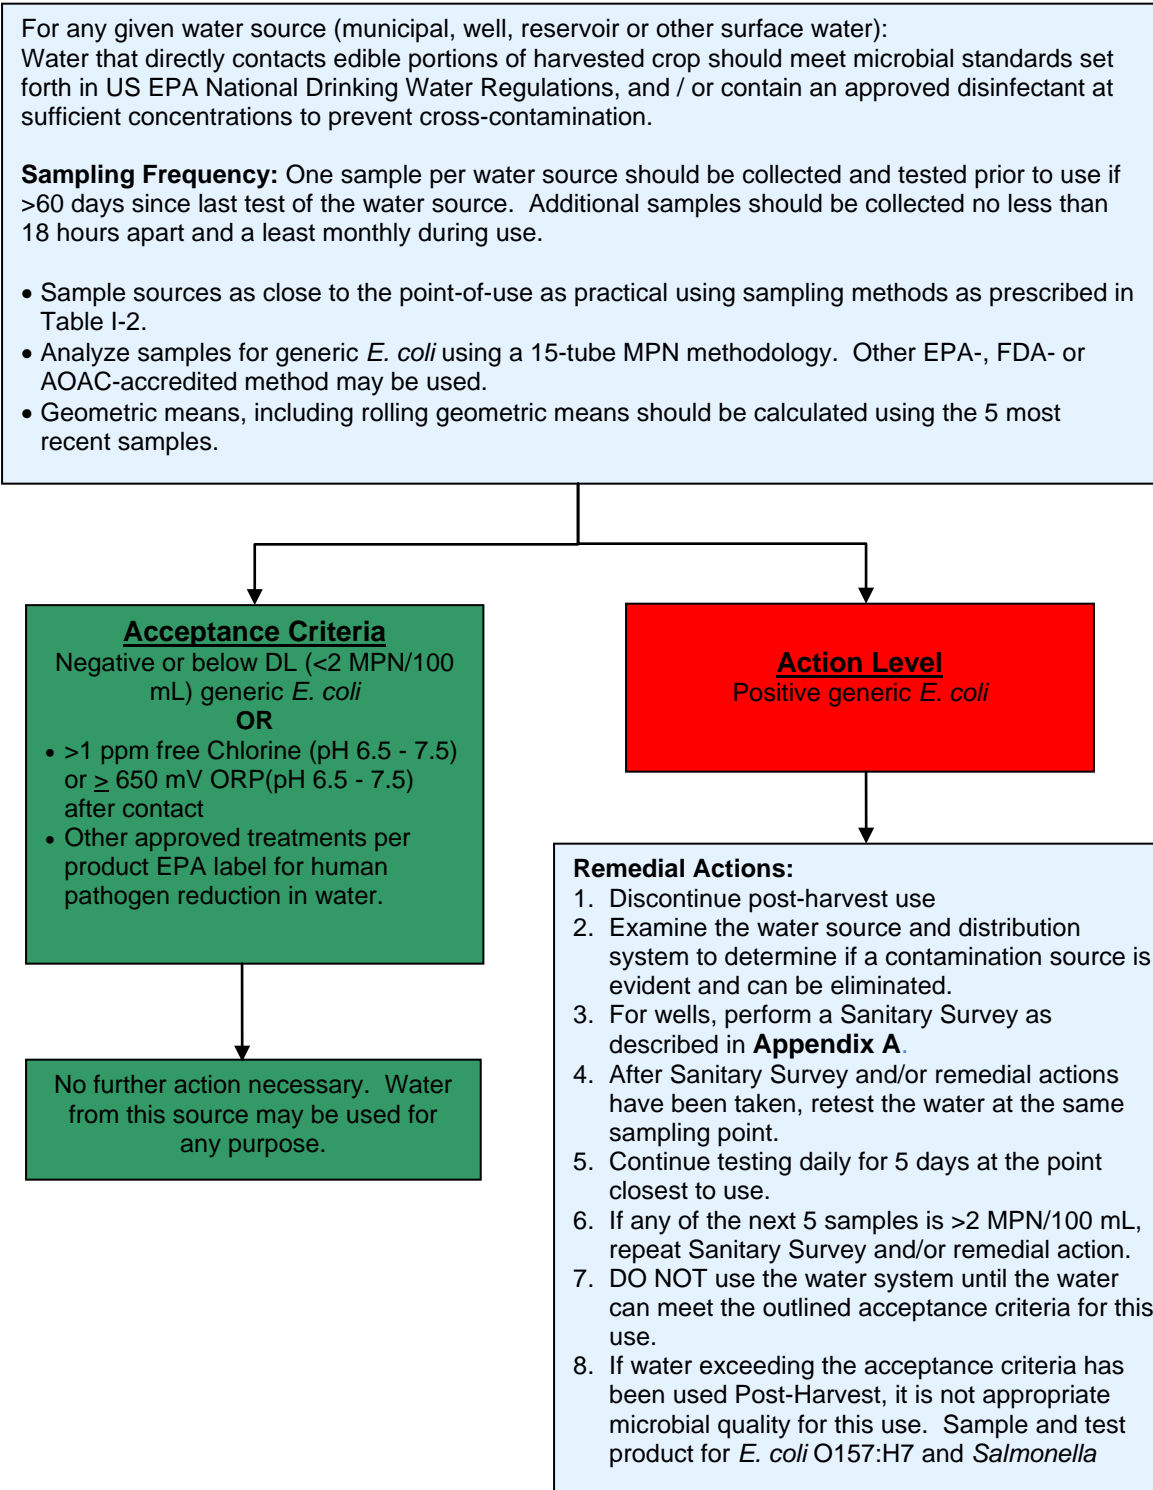 For any given water source (municipal, well, reservoir or other surface water):
Water that directly contacts edible portions of harvested crop should meet microbial standards set
forth in US EPA National Drinking Water Regulations, and / or contain an approved disinfectant at
sufficient concentrations to prevent cross-contamination.
Sampling Frequency: One sample per water source should be collected and tested prior to use if
>60 days since last test of the water source.  Additional samples should be collected no less than
18 hours apart and a least monthly during use.
• Sample sources as close to the point-of-use as practical using sampling methods as prescribed in
Table I-2.
• Analyze samples for generic E. coli using a 15-tube MPN methodology.  Other EPA-, FDA- or
AOAC-accredited method may be used.
• Geometric means, including rolling geometric means should be calculated using the 5 most
recent samples.
Acceptance Criteria
Negative or below DL (<2 MPN/100
mL) generic E. coli
OR
• >1 ppm free Chlorine (pH 6.5 - 7.5)
or ≥ 650 mV ORP(pH 6.5 - 7.5)
after contact
• Other approved treatments per
product EPA label for human
pathogen reduction in water.
No further action necessary.  Water
from this source may be used for
any purpose.
Action Level
Positive generic E. coli
Remedial Actions:
1. Discontinue post-harvest use
2. Examine the water source and distribution
system to determine if a contamination source is
evident and can be eliminated.
3. For wells, perform a Sanitary Survey as
described in Appendix A.
4. After Sanitary Survey and/or remedial actions
have been taken, retest the water at the same
sampling point.
5. Continue testing daily for 5 days at the point
closest to use.
6. If any of the next 5 samples is >2 MPN/100 mL,
repeat Sanitary Survey and/or remedial action.
7. DO NOT use the water system until the water
can meet the outlined acceptance criteria for this
use.
8. If water exceeding the acceptance criteria has
been used Post-Harvest, it is not appropriate
microbial quality for this use.  Sample and test
product for E. coli O157:H7 and Salmonella